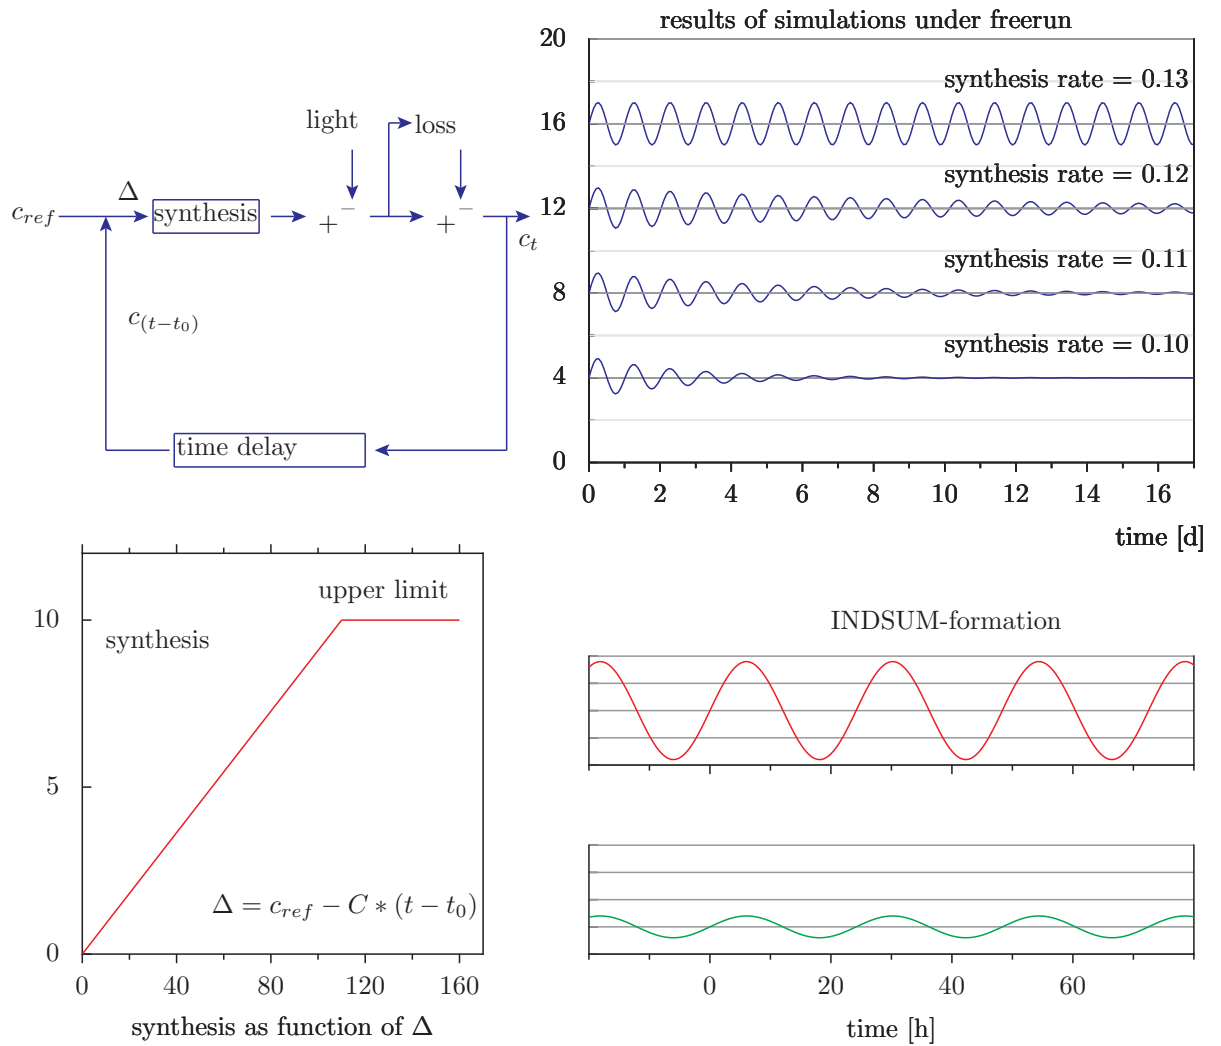 results of simulations under freerun
light
loss
Δ
c_ref
synthesis
+
−
+
−
c_t
c_(t−t_0)
time delay
20
16
12
8
4
0
synthesis rate = 0.13
synthesis rate = 0.12
synthesis rate = 0.11
synthesis rate = 0.10
0 2 4 6 8 10 12 14 16
time [d]
upper limit
synthesis
10
5
0
Δ = c_ref − C ∗ (t − t_0)
0 40 80 120 160
synthesis as function of Δ
INDSUM-formation
0 20 40 60
time [h]